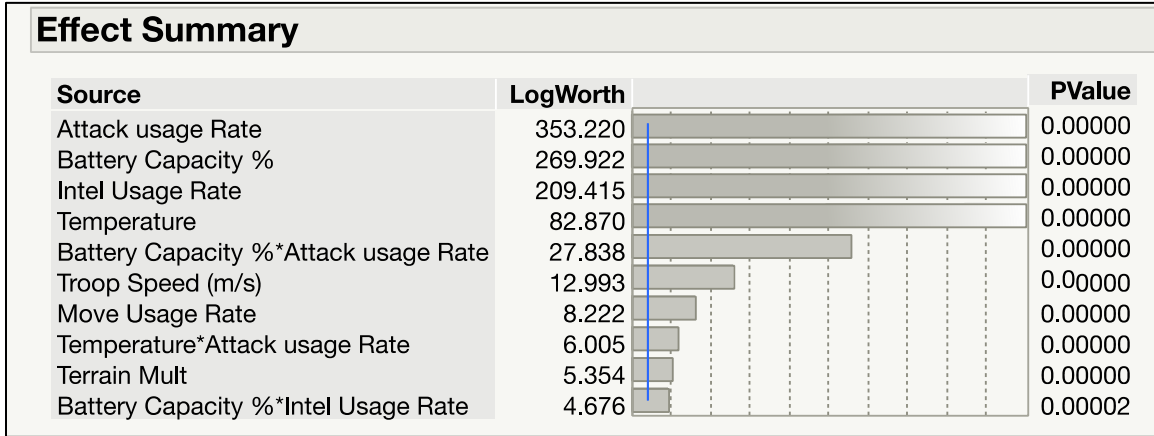 Effect Summary
Source LogWorth PValue
Attack usage Rate 353.220 0.00000
Battery Capacity % 269.922 0.00000
Intel Usage Rate 209.415 0.00000
Temperature 82.870 0.00000
Battery Capacity %*Attack usage Rate 27.838 0.00000
Troop Speed (m/s) 12.993 0.00000
Move Usage Rate 8.222 0.00000
Temperature*Attack usage Rate 6.005 0.00000
Terrain Mult 5.354 0.00000
Battery Capacity %*Intel Usage Rate 4.676 0.00002